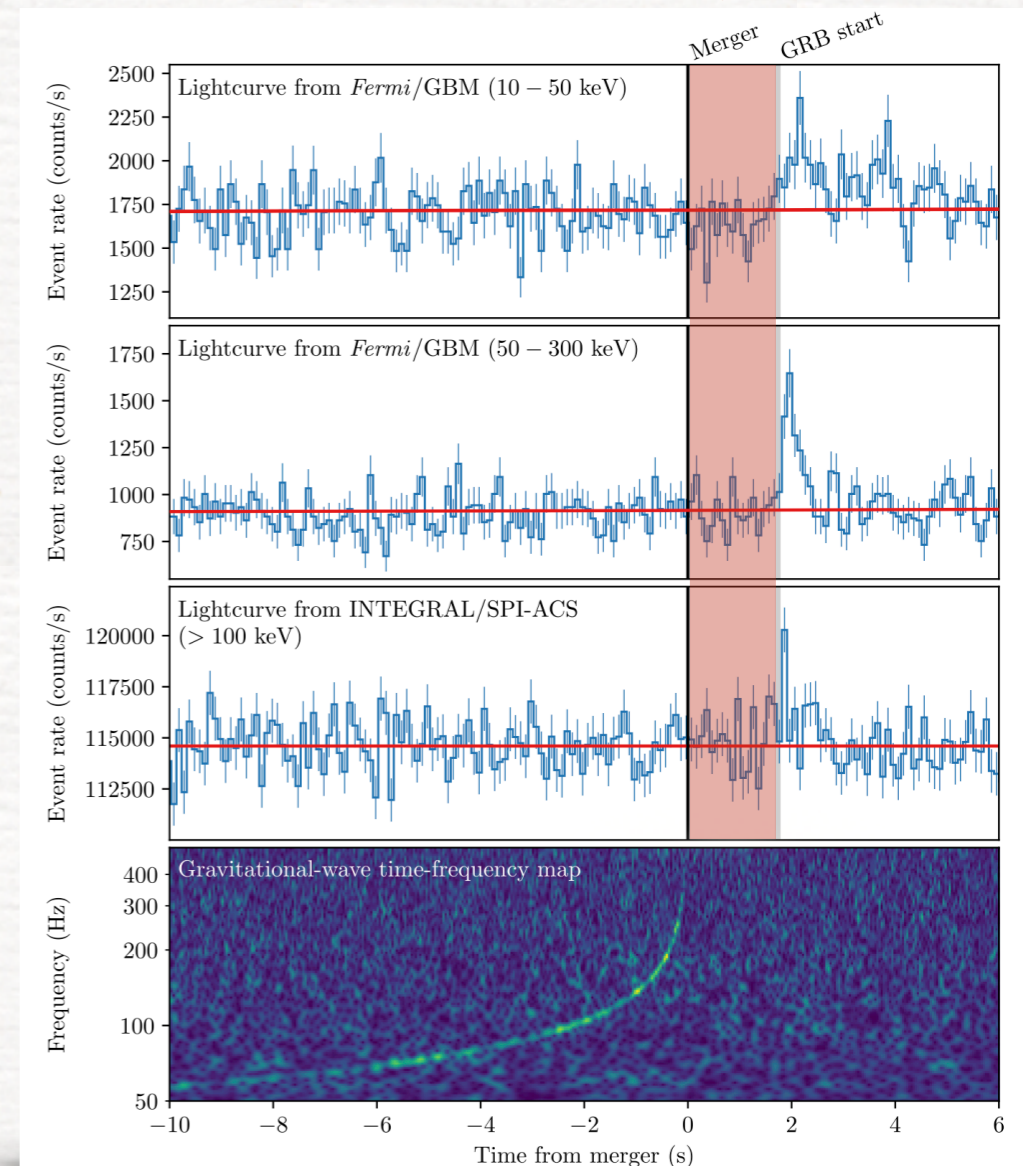 Merger
GRB start
Lightcurve from Fermi/GBM (10 − 50 keV)
Event rate (counts/s)
2500
2250
2000
1750
1500
1250
Lightcurve from Fermi/GBM (50 − 300 keV)
Event rate (counts/s)
1750
1500
1250
1000
750
Lightcurve from INTEGRAL/SPI-ACS
(> 100 keV)
Event rate (counts/s)
120000
117500
115000
112500
Gravitational-wave time-frequency map
Frequency (Hz)
400
300
200
100
50
−10 −8 −6 −4 −2 0 2 4 6
Time from merger (s)